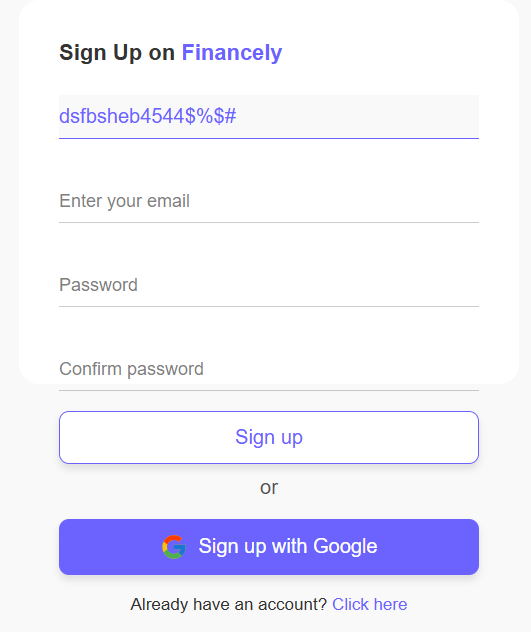 Sign Up on Financely
dsfbsheb4544$%$#
Enter your email
Password
Confirm password
Sign up
or
Sign up with Google
Already have an account? Click here